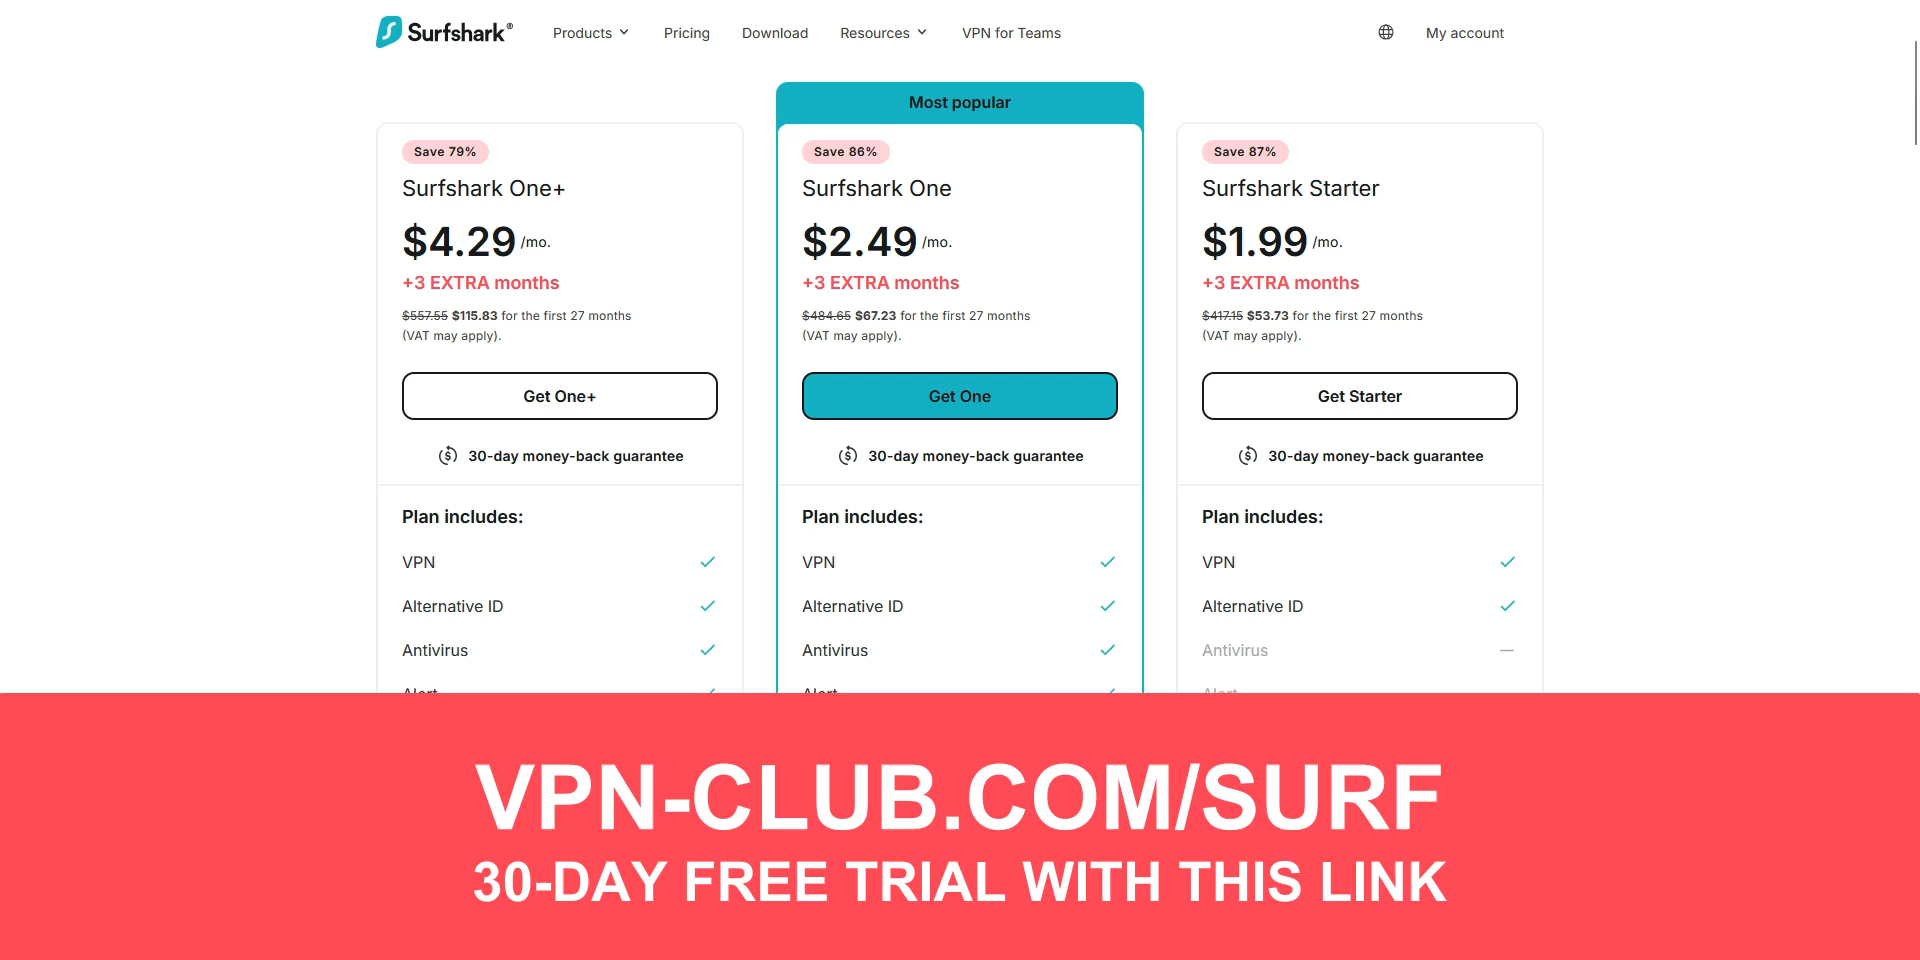 Surfshark®
Products
Pricing
Download
Resources
VPN for Teams
My account
Most popular
Save 79%
Surfshark One+
$4.29 /mo.
+3 EXTRA months
$557.55 $115.83 for the first 27 months
(VAT may apply).
Get One+
30-day money-back guarantee
Plan includes:
VPN
Alternative ID
Antivirus
Alert
Save 86%
Surfshark One
$2.49 /mo.
+3 EXTRA months
$484.65 $67.23 for the first 27 months
(VAT may apply).
Get One
30-day money-back guarantee
Plan includes:
VPN
Alternative ID
Antivirus
Alert
Save 87%
Surfshark Starter
$1.99 /mo.
+3 EXTRA months
$417.15 $53.73 for the first 27 months
(VAT may apply).
Get Starter
30-day money-back guarantee
Plan includes:
VPN
Alternative ID
Antivirus
Alert
VPN-CLUB.COM/SURF
30-DAY FREE TRIAL WITH THIS LINK